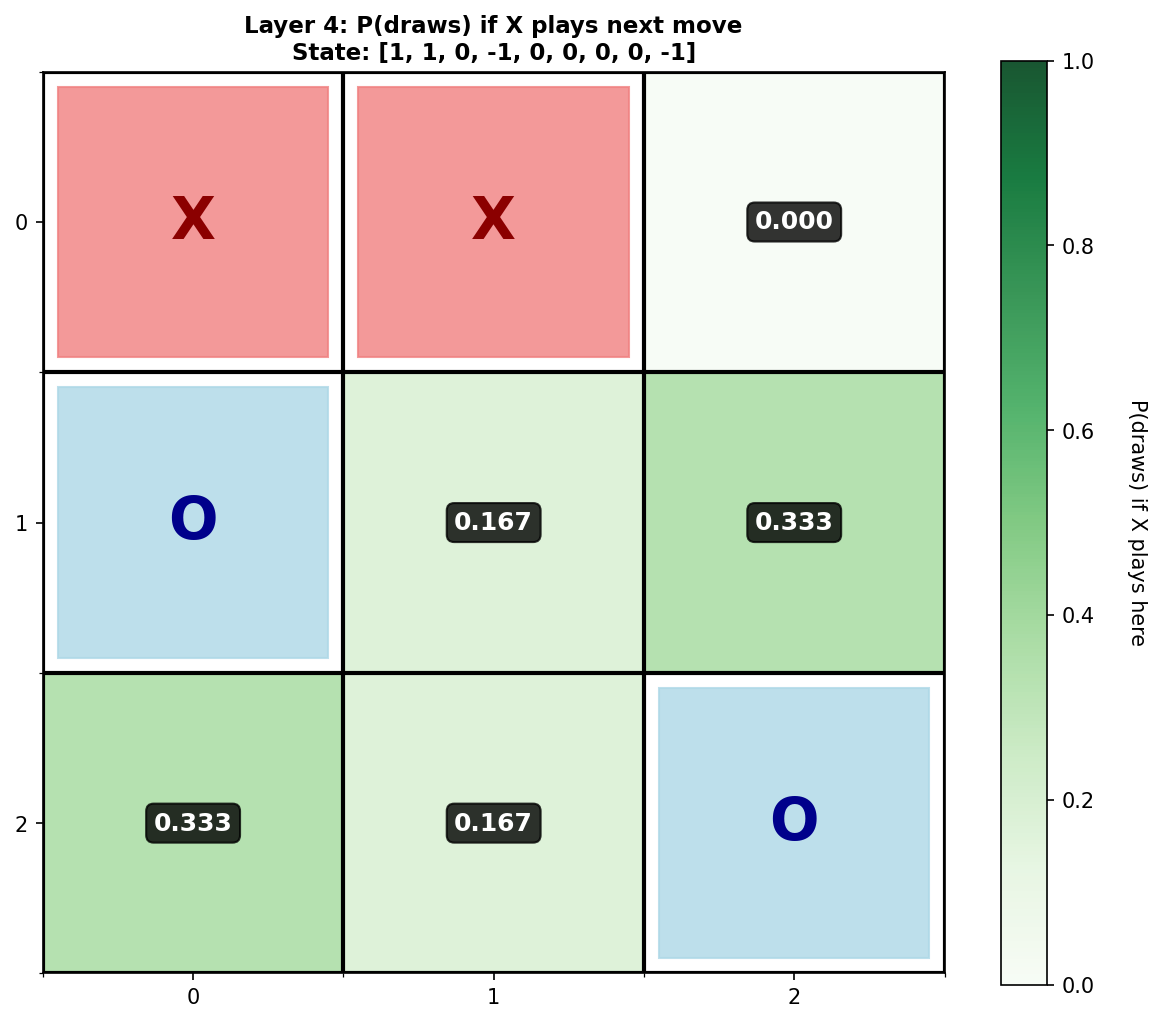 Layer 4: P(draws) if X plays next move
State: [1, 1, 0, -1, 0, 0, 0, 0, -1]
X
X
0.000
O
0.167
0.333
0.333
0.167
O
0
1
2
0
1
2
1.0
0.8
0.6
0.4
0.2
0.0
P(draws) if X plays here